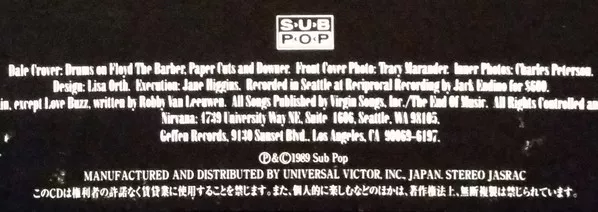 SUB
POP
Dale Crover: Drums on Floyd The Barber, Paper Cuts and Downer. Front Cover Photo: Tracy Marander. Inner Photos: Charles Peterson.
Design: Lisa Orth. Execution: Jane Higgins. Recorded in Seattle at Reciprocal Recording by Jack Endino for $600.
in, except Love Buzz, written by Robby Van Leeuwen. All Songs Published by Virgin Songs, Inc./The End Of Music. All Rights Controlled an
Nirvana: 4739 University Way NE, Suite 1606, Seattle, WA 98105.
Geffen Records, 9130 Sunset Blvd., Los Angeles, CA 90069-6197.
Ⓟ&©1989 Sub Pop
MANUFACTURED AND DISTRIBUTED BY UNIVERSAL VICTOR, INC., JAPAN. STEREO JASRAC
このCDは権利者の許諾なく賃貸業に使用することを禁じます。また、個人的に楽しむなどのほかは、著作権法上、無断複製は禁じられています。